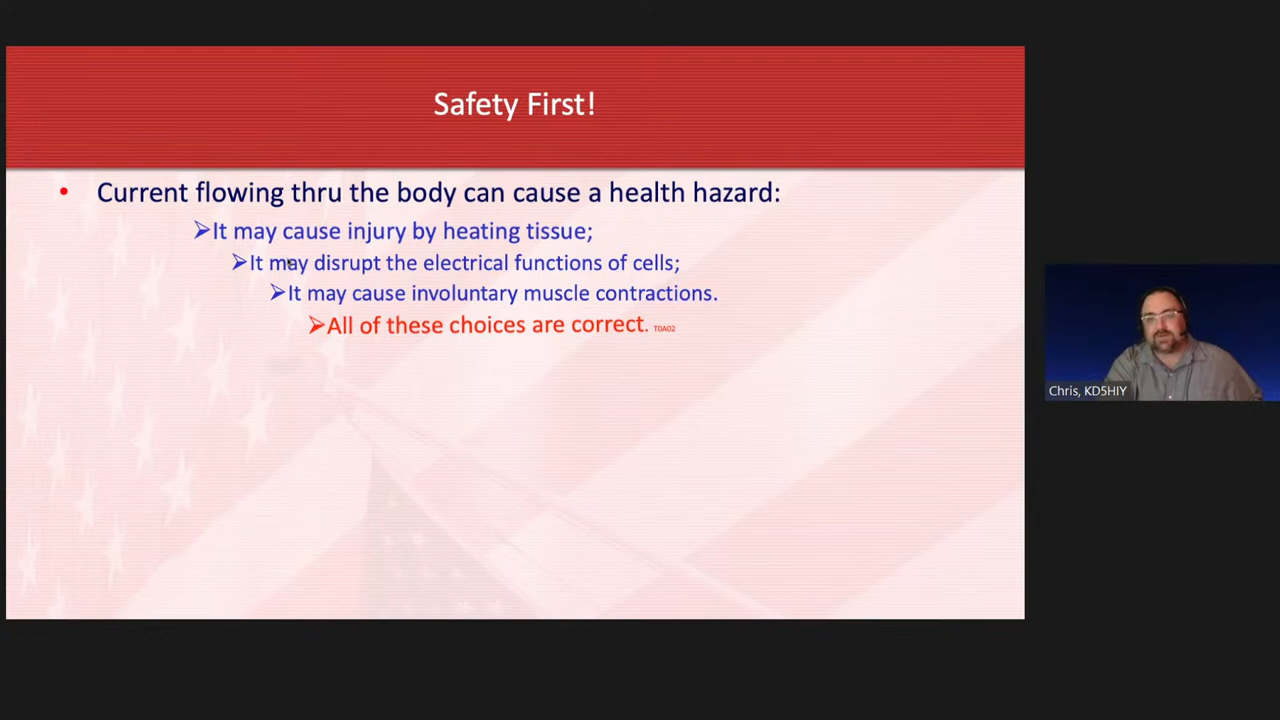 Safety First!
• Current flowing thru the body can cause a health hazard:
➢It may cause injury by heating tissue;
➢It may disrupt the electrical functions of cells;
➢It may cause involuntary muscle contractions.
➢All of these choices are correct. T0A02
Chris, KD5HIY